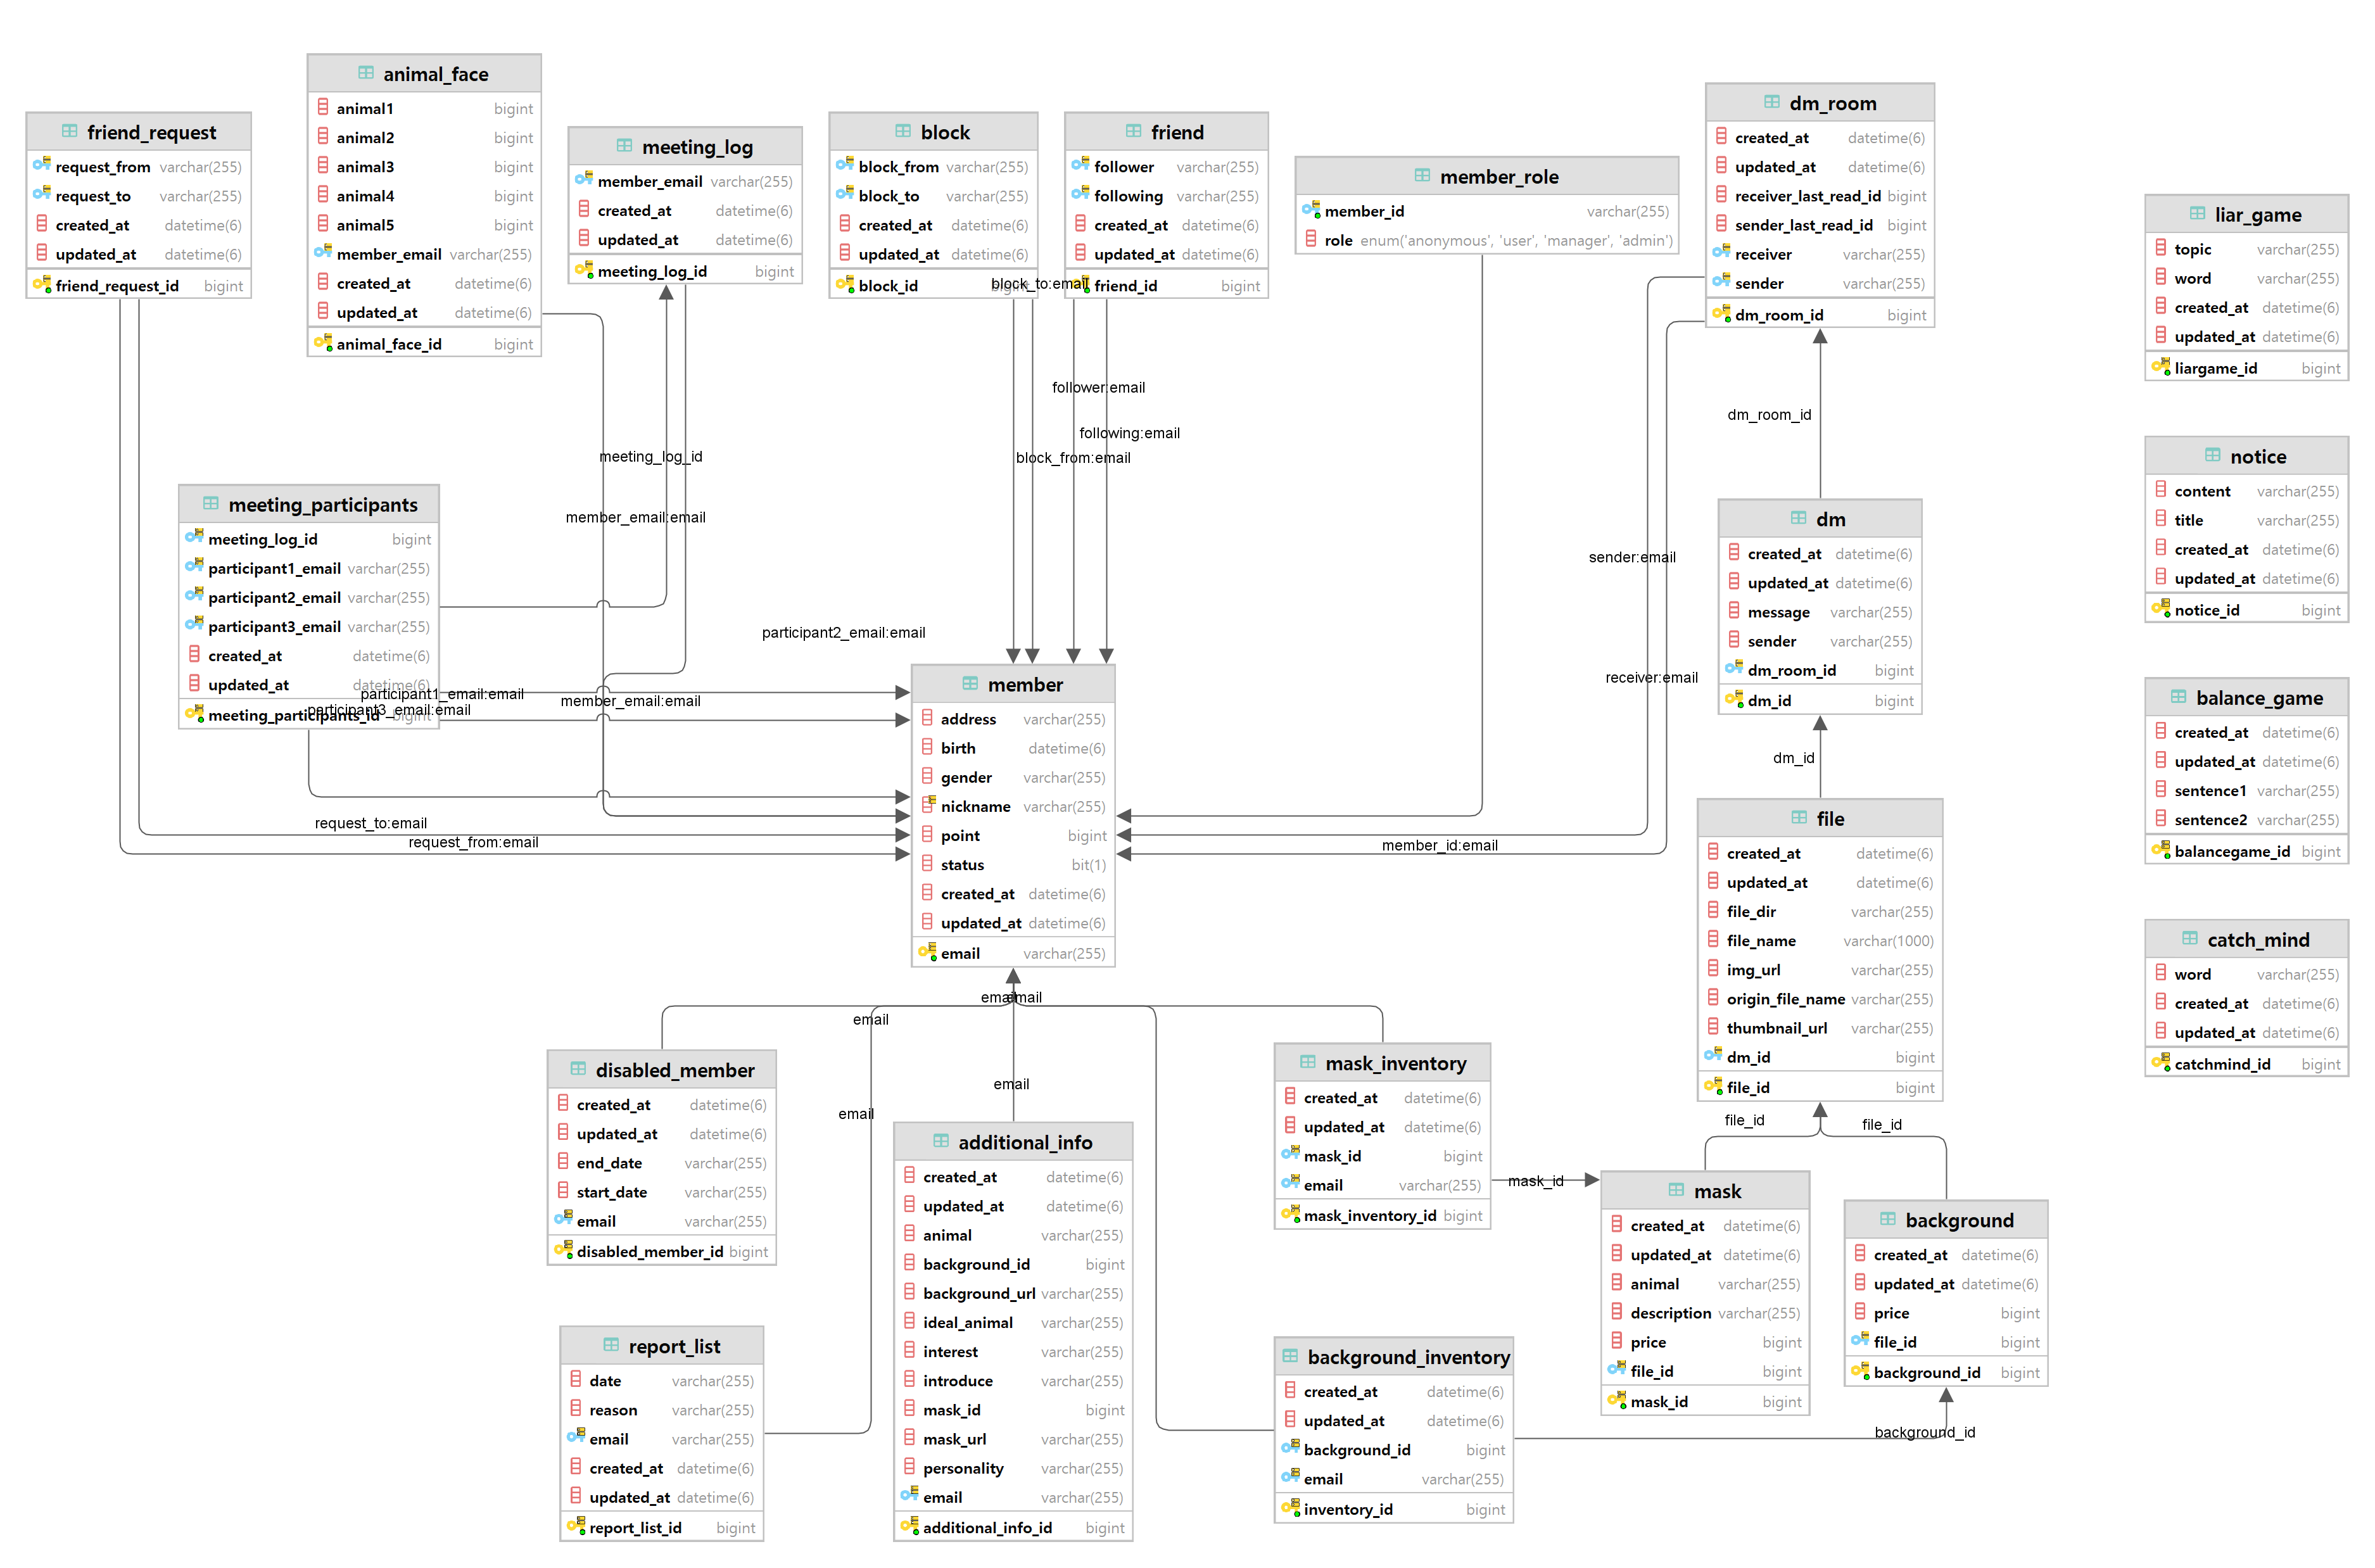 friend_request
request_from varchar(255)
request_to varchar(255)
created_at datetime(6)
updated_at datetime(6)
friend_request_id bigint
animal_face
animal1 bigint
animal2 bigint
animal3 bigint
animal4 bigint
animal5 bigint
member_email varchar(255)
created_at datetime(6)
updated_at datetime(6)
animal_face_id bigint
meeting_log
member_email varchar(255)
created_at datetime(6)
updated_at datetime(6)
meeting_log_id bigint
block
block_from varchar(255)
block_to varchar(255)
created_at datetime(6)
updated_at datetime(6)
block_id bigint
friend
follower varchar(255)
following varchar(255)
created_at datetime(6)
updated_at datetime(6)
friend_id bigint
member_role
member_id varchar(255)
role enum('anonymous', 'user', 'manager', 'admin')
dm_room
created_at datetime(6)
updated_at datetime(6)
receiver_last_read_id bigint
sender_last_read_id bigint
receiver varchar(255)
sender varchar(255)
dm_room_id bigint
liar_game
topic varchar(255)
word varchar(255)
created_at datetime(6)
updated_at datetime(6)
liargame_id bigint
block_to:email
follower:email
following:email
block_from:email
meeting_log_id
member_email:email
dm_room_id
sender:email
receiver:email
notice
content varchar(255)
title varchar(255)
created_at datetime(6)
updated_at datetime(6)
notice_id bigint
meeting_participants
meeting_log_id bigint
participant1_email varchar(255)
participant2_email varchar(255)
participant3_email varchar(255)
created_at datetime(6)
updated_at datetime(6)
meeting_participants_id bigint
participant2_email:email
participant1_email:email
participant3_email:email
member_email:email
dm
created_at datetime(6)
updated_at datetime(6)
message varchar(255)
sender varchar(255)
dm_room_id bigint
dm_id bigint
dm_id
member
address varchar(255)
birth datetime(6)
gender varchar(255)
nickname varchar(255)
point bigint
status bit(1)
created_at datetime(6)
updated_at datetime(6)
email varchar(255)
request_to:email
request_from:email
member_id:email
balance_game
created_at datetime(6)
updated_at datetime(6)
sentence1 varchar(255)
sentence2 varchar(255)
balancegame_id bigint
file
created_at datetime(6)
updated_at datetime(6)
file_dir varchar(255)
file_name varchar(1000)
img_url varchar(255)
origin_file_name varchar(255)
thumbnail_url varchar(255)
dm_id bigint
file_id bigint
catch_mind
word varchar(255)
created_at datetime(6)
updated_at datetime(6)
catchmind_id bigint
email
email
email
email
email
file_id
file_id
disabled_member
created_at datetime(6)
updated_at datetime(6)
end_date varchar(255)
start_date varchar(255)
email varchar(255)
disabled_member_id bigint
additional_info
created_at datetime(6)
updated_at datetime(6)
animal varchar(255)
background_id bigint
background_url varchar(255)
ideal_animal varchar(255)
interest varchar(255)
introduce varchar(255)
mask_id bigint
mask_url varchar(255)
personality varchar(255)
email varchar(255)
additional_info_id bigint
mask_inventory
created_at datetime(6)
updated_at datetime(6)
mask_id bigint
email varchar(255)
mask_inventory_id bigint
mask_id
mask
created_at datetime(6)
updated_at datetime(6)
animal varchar(255)
description varchar(255)
price bigint
file_id bigint
mask_id bigint
background
created_at datetime(6)
updated_at datetime(6)
price bigint
file_id bigint
background_id bigint
report_list
date varchar(255)
reason varchar(255)
email varchar(255)
created_at datetime(6)
updated_at datetime(6)
report_list_id bigint
background_inventory
created_at datetime(6)
updated_at datetime(6)
background_id bigint
email varchar(255)
inventory_id bigint
background_id